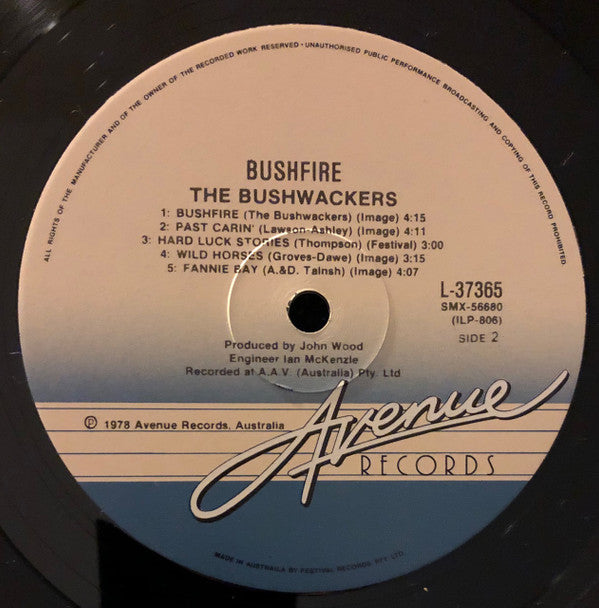 ALL RIGHTS OF THE MANUFACTURER AND OF THE OWNER OF THE RECORDED WORK RESERVED · UNAUTHORISED PUBLIC PERFORMANCE BROADCASTING AND COPYING OF THIS RECORD PROHIBITED.
BUSHFIRE
THE BUSHWACKERS
1: BUSHFIRE (The Bushwackers) (Image) 4:15
2: PAST CARIN' (Lawson-Ashley) (Image) 4:11
3: HARD LUCK STORIES (Thompson) (Festival) 3:00
4: WILD HORSES (Groves-Dawe) (Image) 3:15
5: FANNIE BAY (A.&D. Tainsh) (Image) 4:07
L-37365
SMX-56680
(ILP-806)
SIDE 2
Produced by John Wood
Engineer Ian McKenzie
Recorded at A.A.V. (Australia) Pty. Ltd
℗ 1978 Avenue Records, Australia
Avenue
RECORDS
MADE IN AUSTRAILA BY FESTIVAL RECORDS PTY LTD